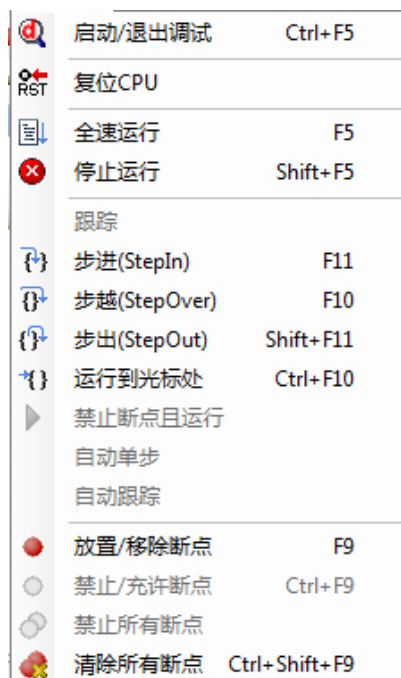 启动/退出调试 Ctrl+F5
RST 复位CPU
全速运行 F5
停止运行 Shift+F5
跟踪
步进(StepIn) F11
步越(StepOver) F10
步出(StepOut) Shift+F11
运行到光标处 Ctrl+F10
禁止断点且运行
自动单步
自动跟踪
放置/移除断点 F9
禁止/充许断点 Ctrl+F9
禁止所有断点
清除所有断点 Ctrl+Shift+F9